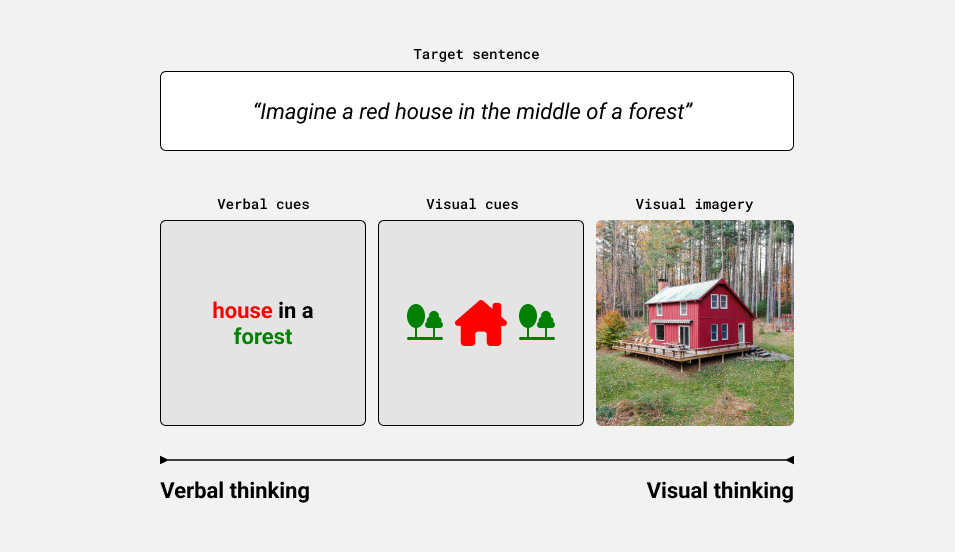 Target sentence
“Imagine a red house in the middle of a forest”
Verbal cues
Visual cues
Visual imagery
house in a
forest
Verbal thinking
Visual thinking